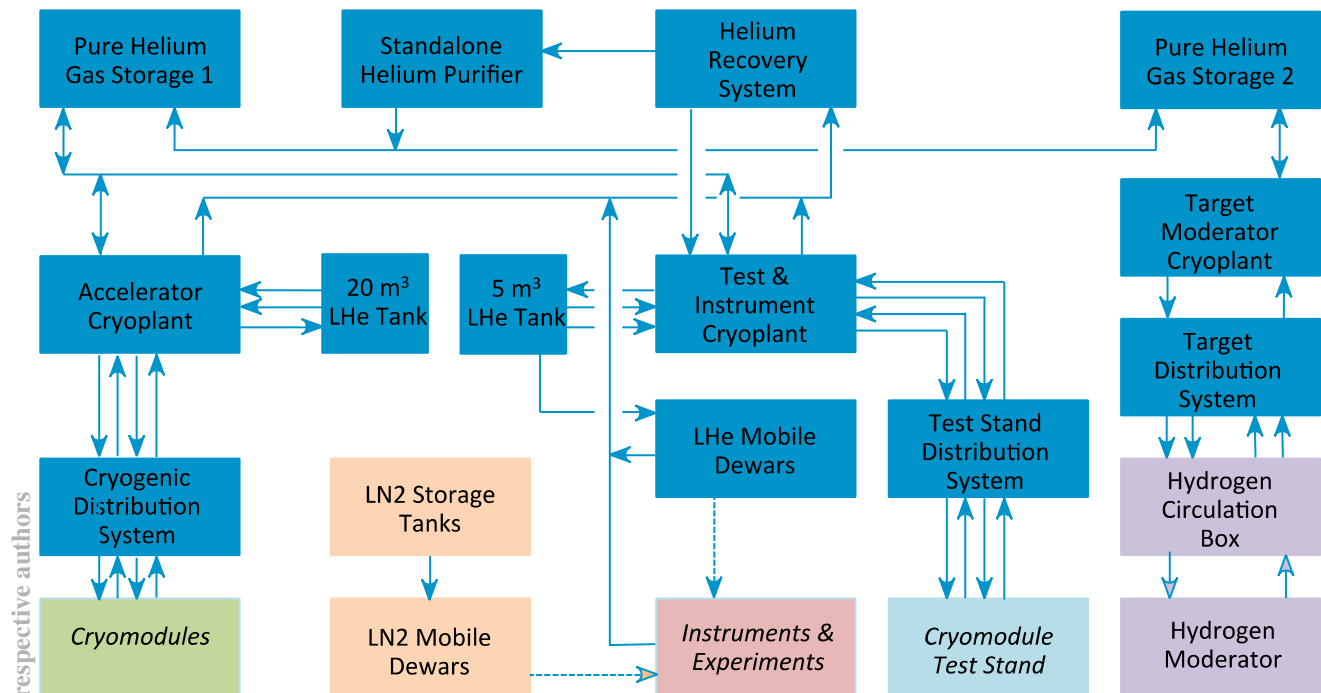 Pure Helium
Gas Storage 1
Standalone
Helium Purifier
Helium
Recovery
System
Pure Helium
Gas Storage 2
Target
Moderator
Cryoplant
Accelerator
Cryoplant
20 m³
LHe Tank
5 m³
LHe Tank
Test &
Instrument
Cryoplant
Target
Distribution
System
LHe Mobile
Dewars
Test Stand
Distribution
System
Cryogenic
Distribution
System
LN2 Storage
Tanks
Hydrogen
Circulation
Box
Cryomodules
LN2 Mobile
Dewars
Instruments &
Experiments
Cryomodule
Test Stand
Hydrogen
Moderator
respective authors